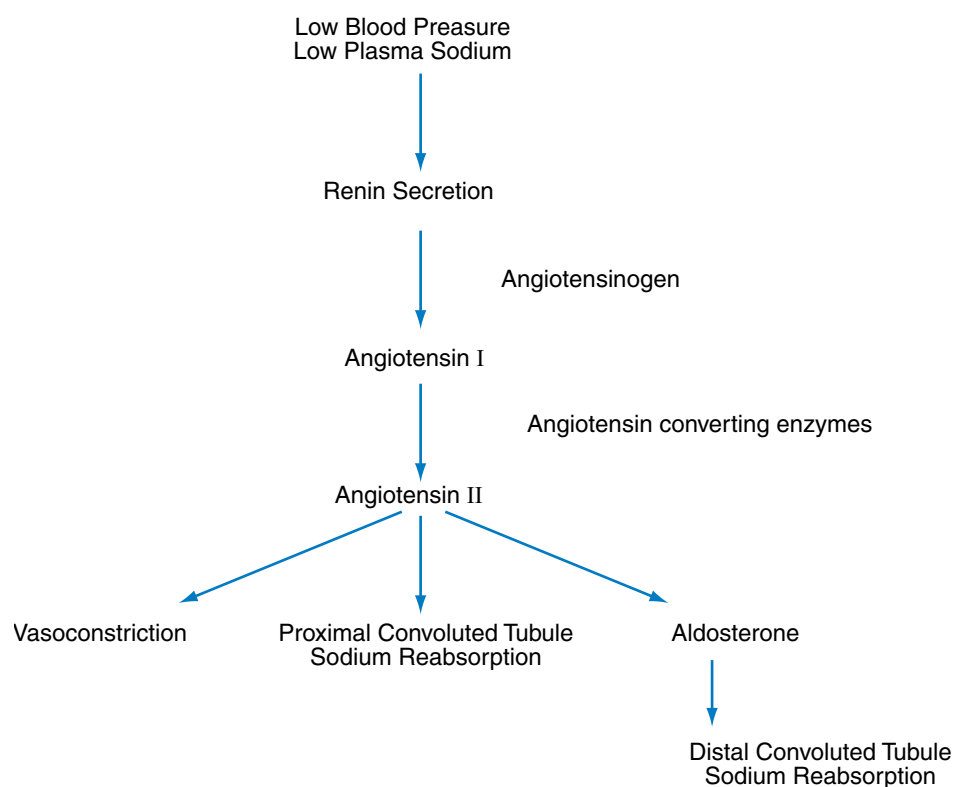 Low Blood Preasure
Low Plasma Sodium
Renin Secretion
Angiotensinogen
Angiotensin I
Angiotensin converting enzymes
Angiotensin II
Vasoconstriction
Proximal Convoluted Tubule
Sodium Reabsorption
Aldosterone
Distal Convoluted Tubule
Sodium Reabsorption